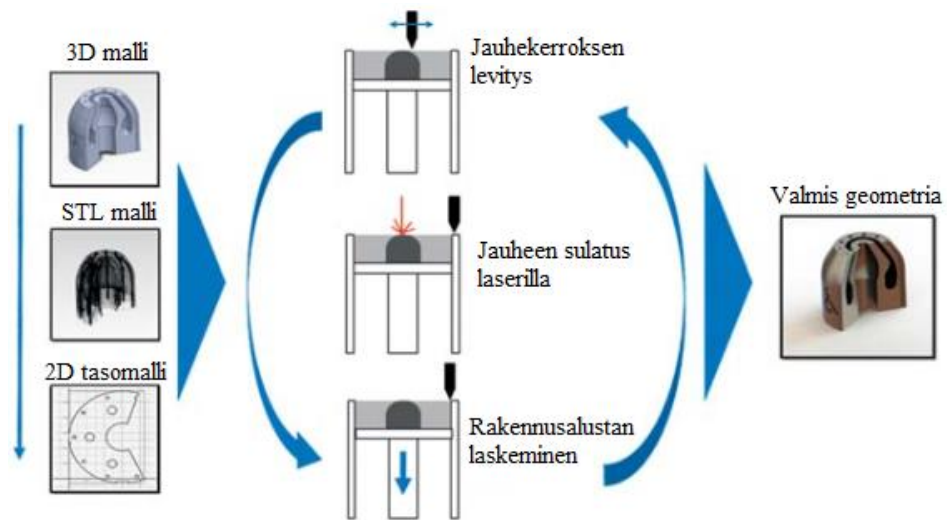 3D malli
STL malli
2D tasomalli
Jauhekerroksen
levitys
Jauheen sulatus
laserilla
Rakennusalustan
laskeminen
Valmis geometria